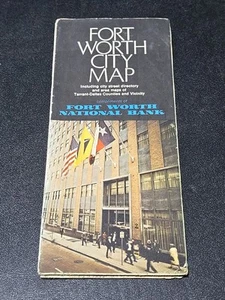 FORT
WORTH
CITY
MAP
Including city street directory
and area maps of
Tarrant-Dallas Counties and Vicinity
FORT WORTH
NATIONAL BANK